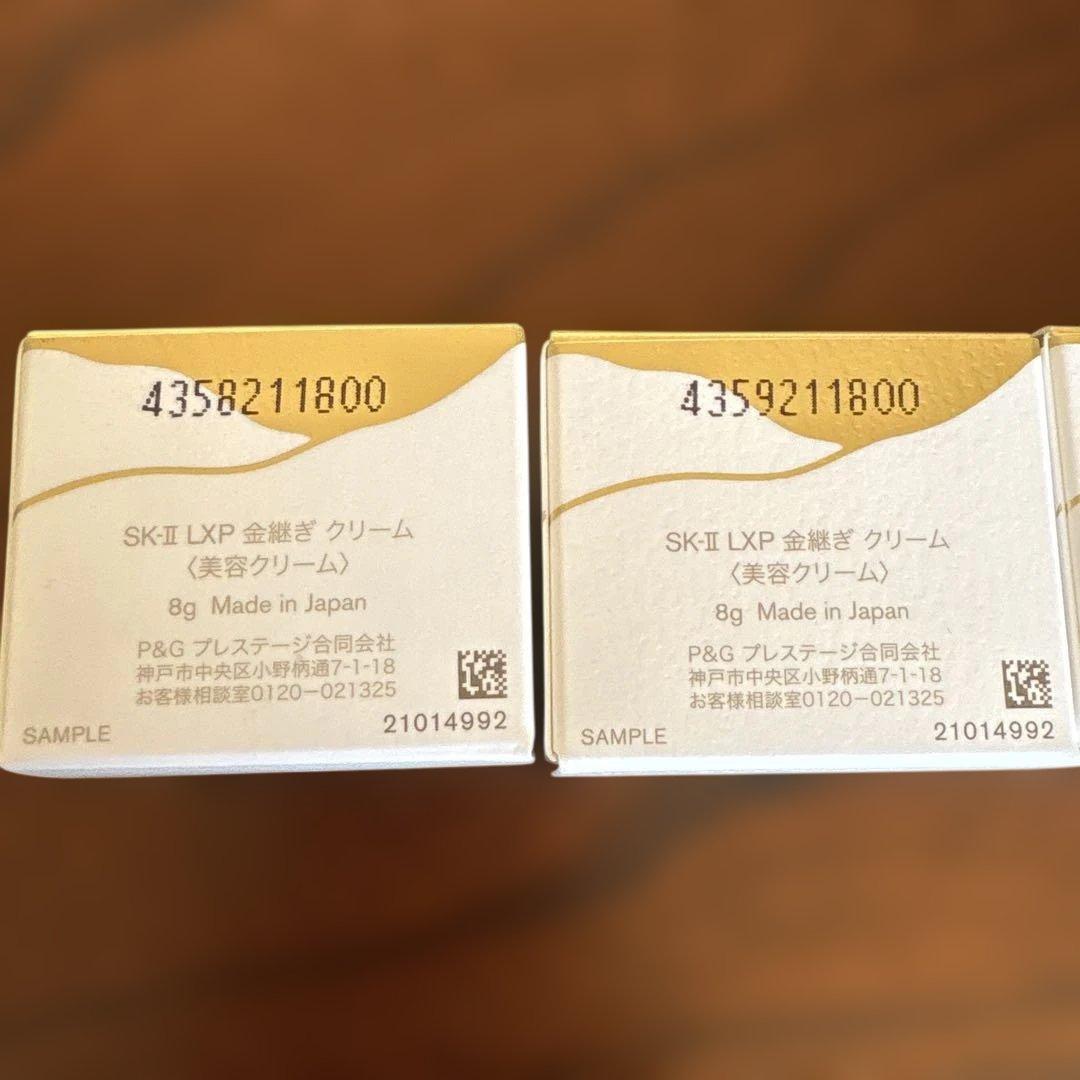 4358211800
SK-II LXP 金継ぎ クリーム
〈美容クリーム〉
8g Made in Japan
P&G プレステージ合同会社
神戸市中央区小野柄通7-1-18
お客様相談室0120-021325
SAMPLE
21014992
4359211800
SK-II LXP 金継ぎ クリーム
〈美容クリーム〉
8g Made in Japan
P&G プレステージ合同会社
神戸市中央区小野柄通7-1-18
お客様相談室0120-021325
SAMPLE
21014992